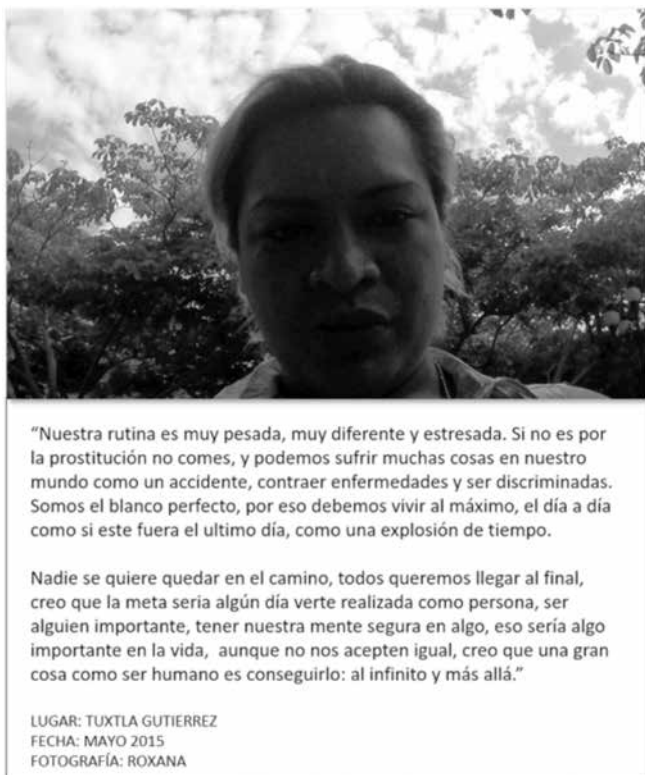 “Nuestra rutina es muy pesada, muy diferente y estresada. Si no es por
la prostitución no comes, y podemos sufrir muchas cosas en nuestro
mundo como un accidente, contraer enfermedades y ser discriminadas.
Somos el blanco perfecto, por eso debemos vivir al máximo, el día a día
como si este fuera el ultimo día, como una explosión de tiempo.

Nadie se quiere quedar en el camino, todos queremos llegar al final,
creo que la meta seria algún día verte realizada como persona, ser
alguien importante, tener nuestra mente segura en algo, eso sería algo
importante en la vida,  aunque no nos acepten igual, creo que una gran
cosa como ser humano es conseguirlo: al infinito y más allá.”

LUGAR: TUXTLA GUTIERREZ
FECHA: MAYO 2015
FOTOGRAFÍA: ROXANA